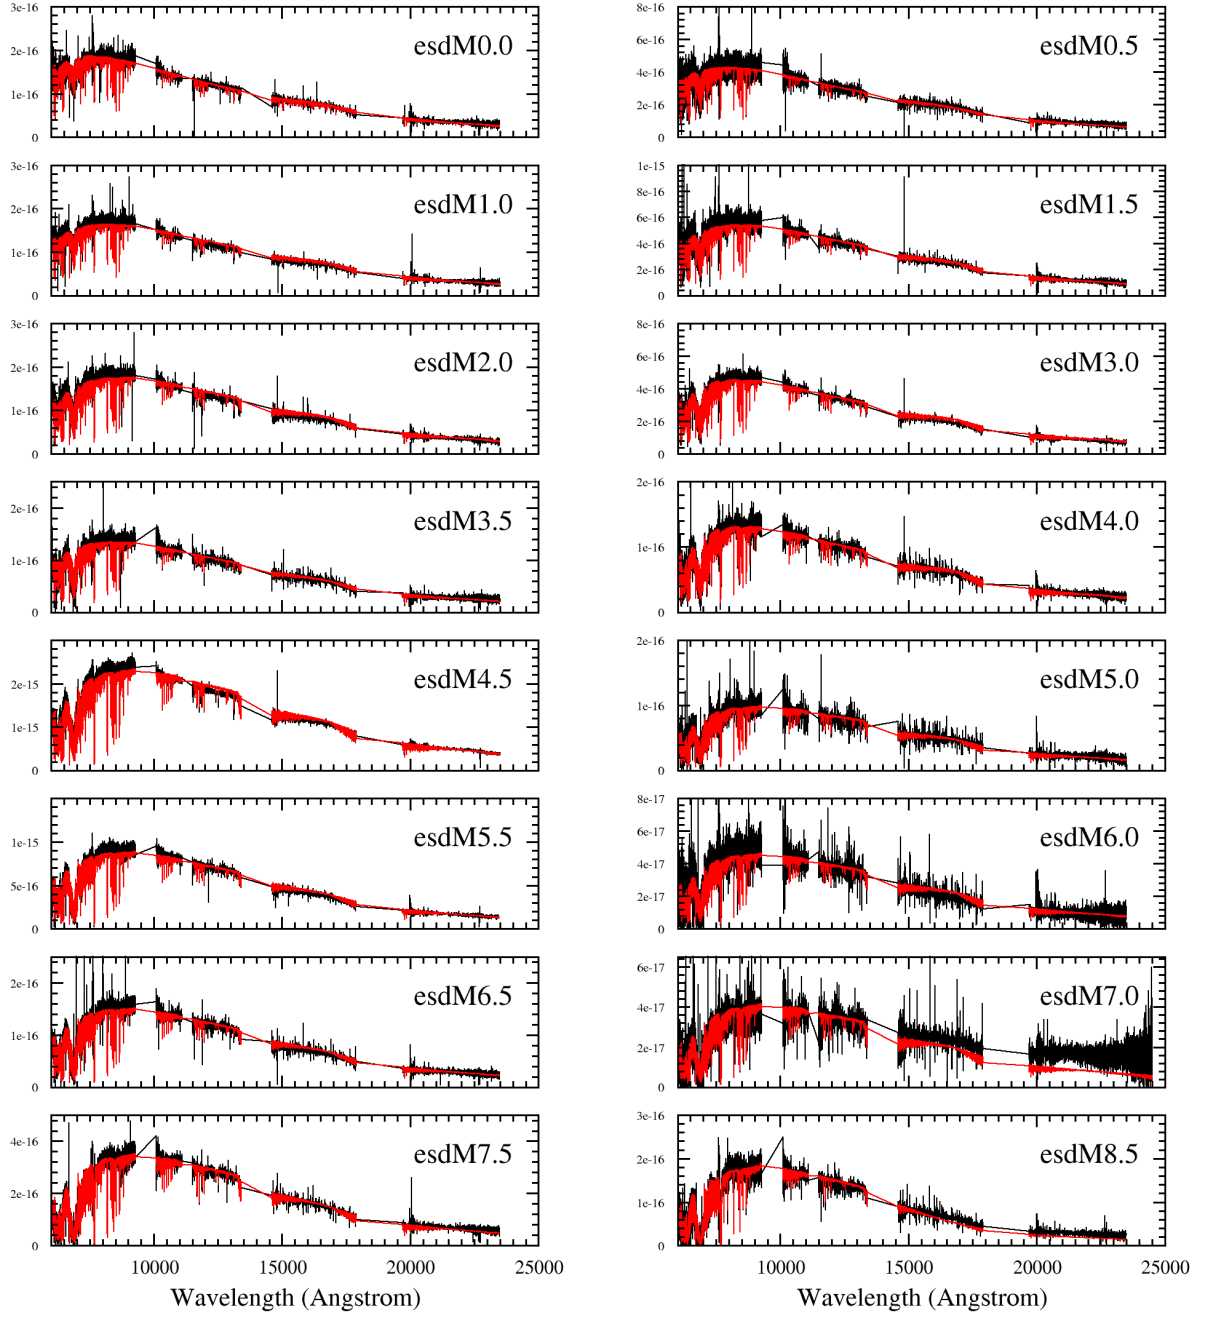 3e-16
2e-16
1e-16
0
esdM0.0
8e-16
6e-16
4e-16
2e-16
0
esdM0.5
3e-16
2e-16
1e-16
0
esdM1.0
1e-15
8e-16
6e-16
4e-16
2e-16
0
esdM1.5
3e-16
2e-16
1e-16
0
esdM2.0
8e-16
6e-16
4e-16
2e-16
0
esdM3.0
2e-16
1e-16
0
esdM3.5
2e-16
1e-16
0
esdM4.0
2e-15
1e-15
0
esdM4.5
2e-16
1e-16
0
esdM5.0
1e-15
5e-16
0
esdM5.5
8e-17
6e-17
4e-17
2e-17
0
esdM6.0
2e-16
1e-16
0
esdM6.5
6e-17
4e-17
2e-17
0
esdM7.0
4e-16
2e-16
0
esdM7.5
3e-16
2e-16
1e-16
0
esdM8.5
10000 15000 20000 25000
Wavelength (Angstrom)
10000 15000 20000 25000
Wavelength (Angstrom)